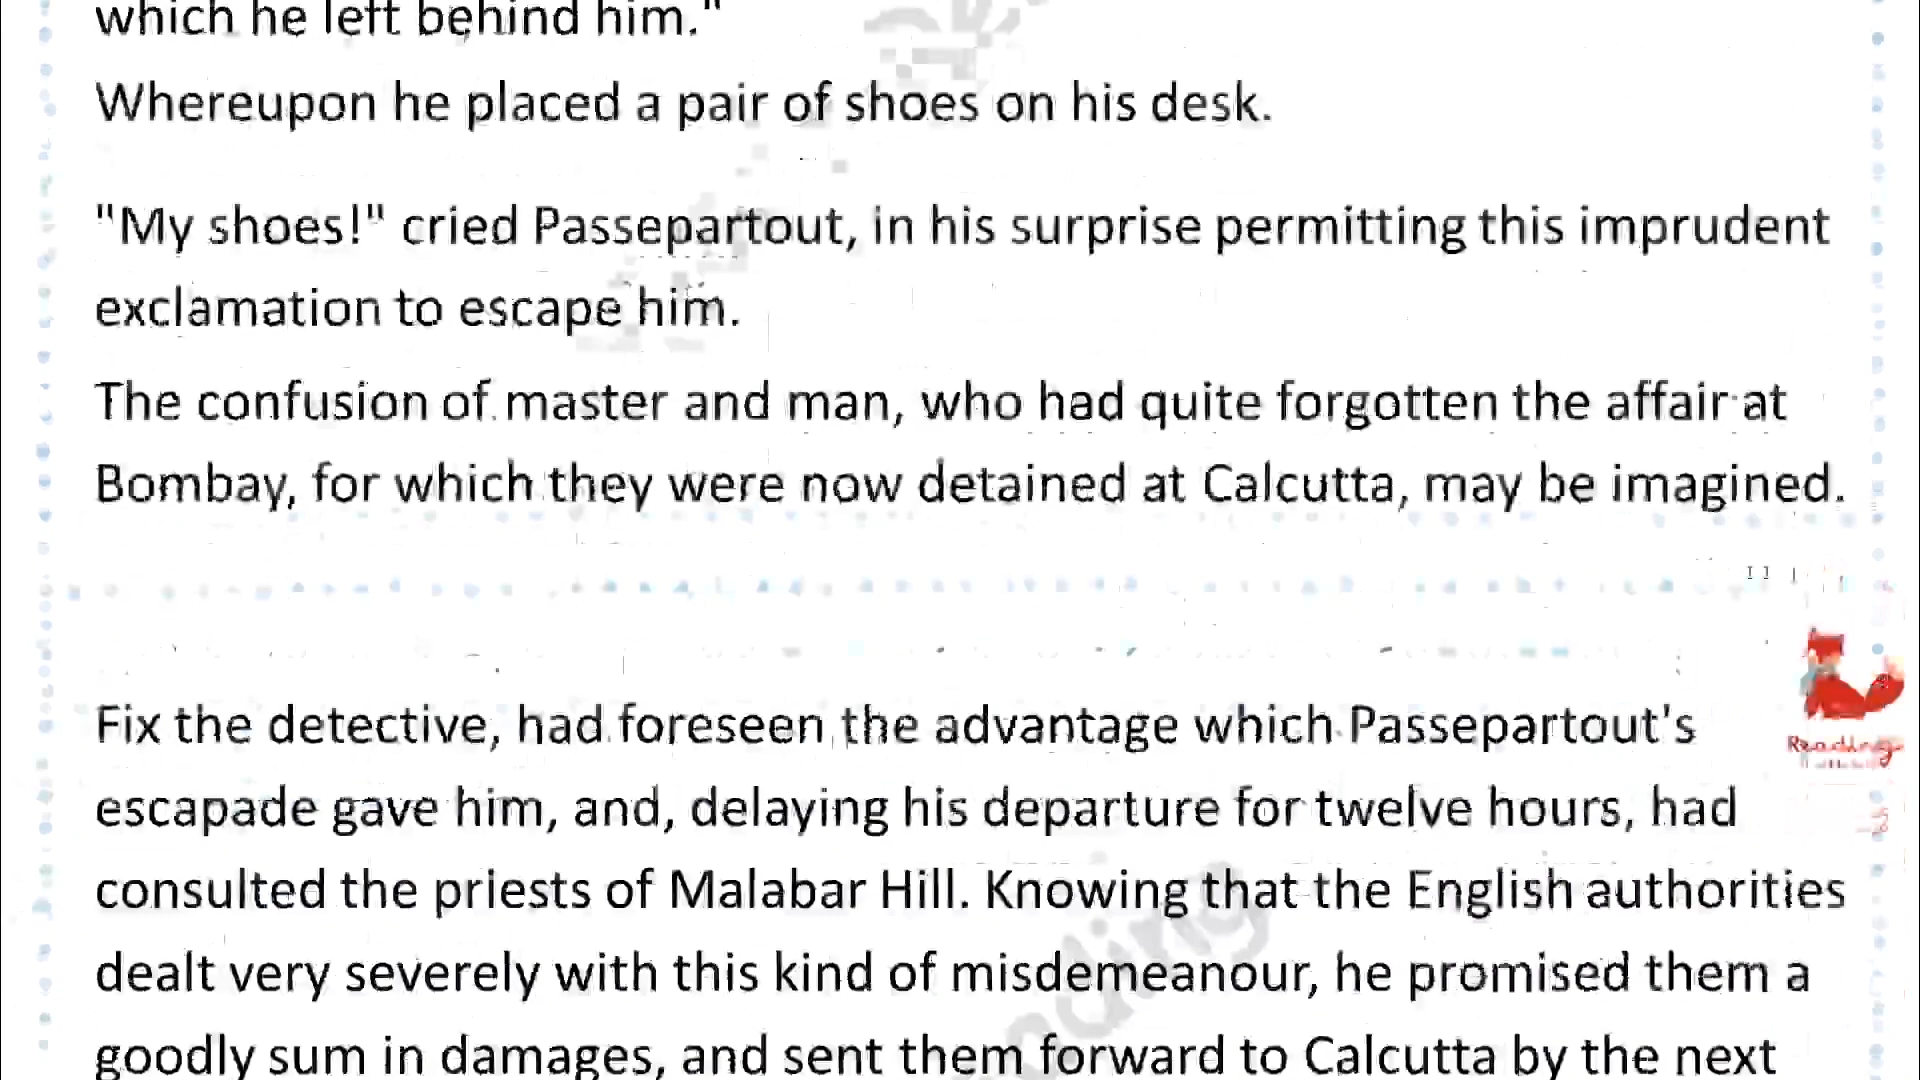 which he left behind him."
Whereupon he placed a pair of shoes on his desk.
"My shoes!" cried Passepartout, in his surprise permitting this imprudent
exclamation to escape him.
The confusion of master and man, who had quite forgotten the affair at
Bombay, for which they were now detained at Calcutta, may be imagined.
Fix the detective, had foreseen the advantage which Passepartout's
escapade gave him, and, delaying his departure for twelve hours, had
consulted the priests of Malabar Hill. Knowing that the English authorities
dealt very severely with this kind of misdemeanour, he promised them a
goodly sum in damages, and sent them forward to Calcutta by the next
Reading